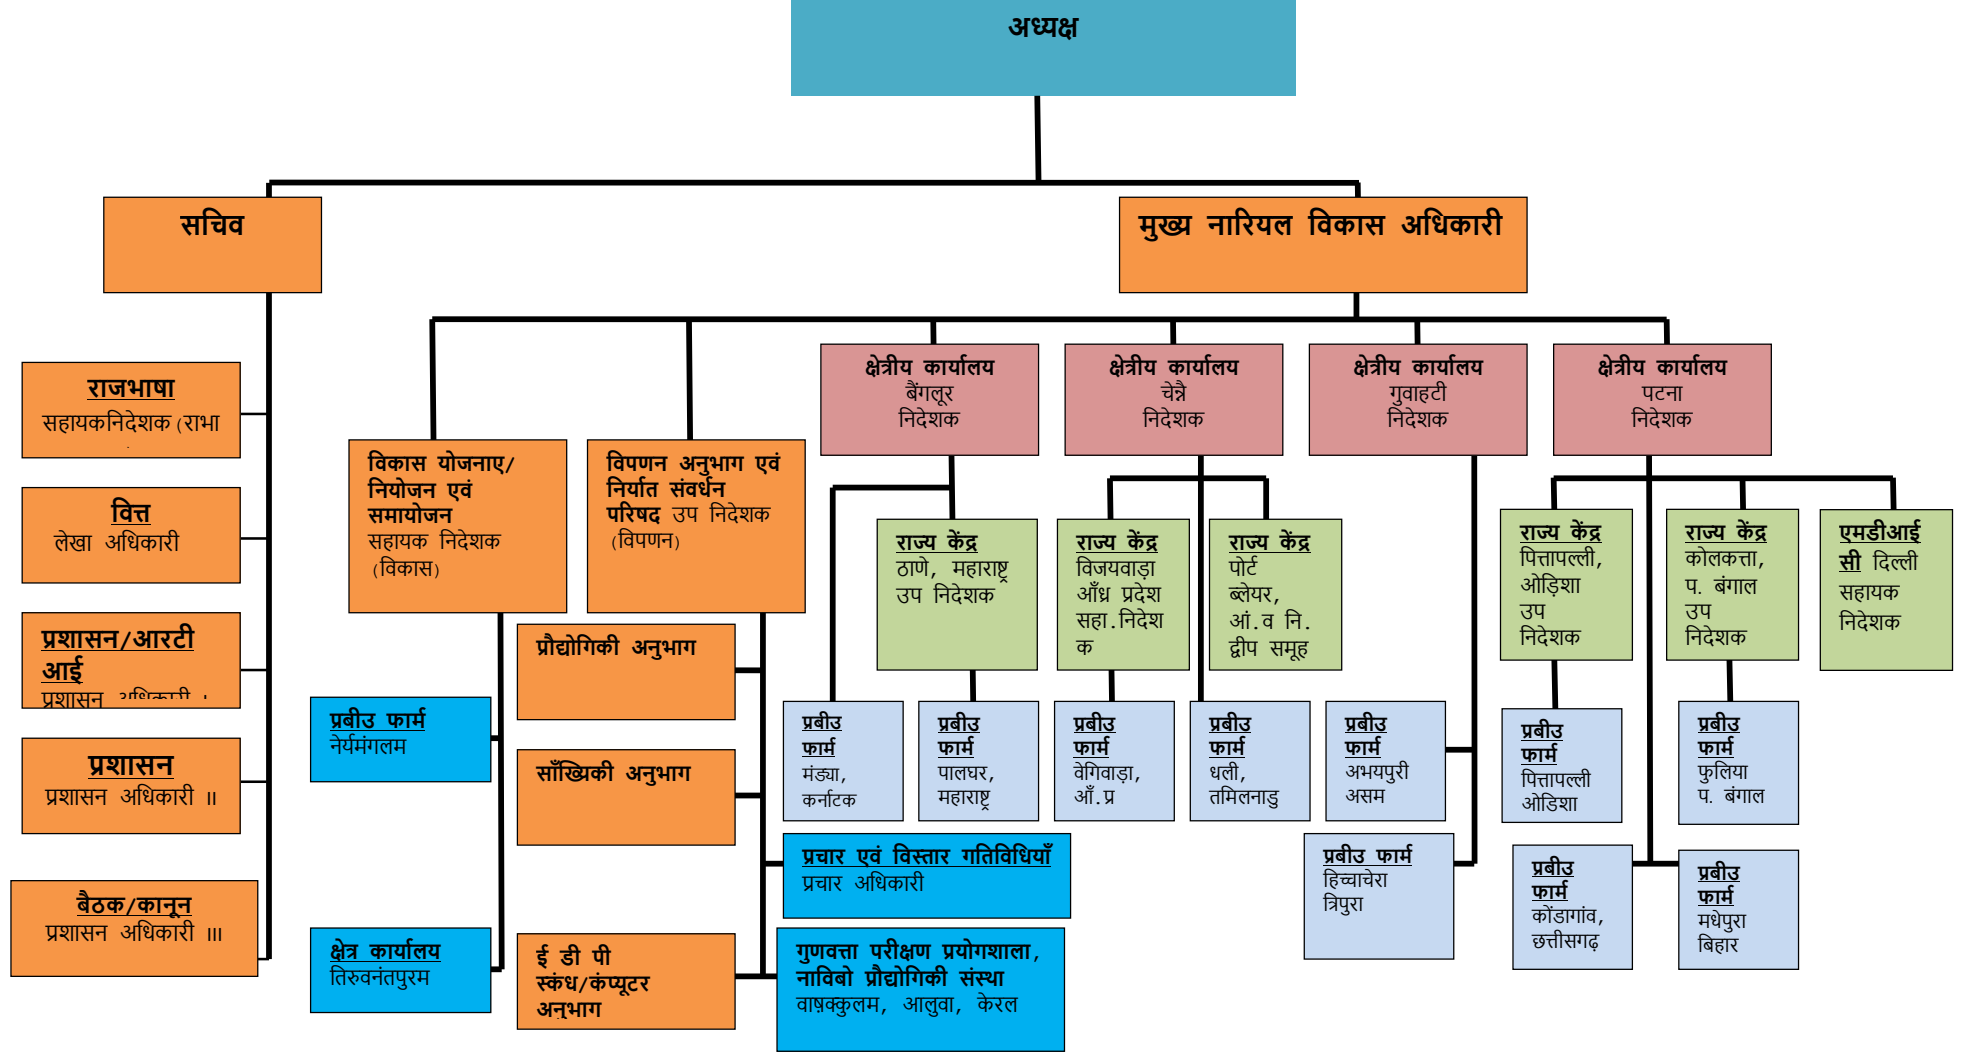 अध्यक्ष
सचिव
मुख्य नारियल विकास अधिकारी
राजभाषा
सहायकनिदेशक (राभा
वित्त
लेखा अधिकारी
प्रशासन/आरटी
आई
प्रशासन अधिकारी I
प्रशासन
प्रशासन अधिकारी II
बैठक/कानून
प्रशासन अधिकारी III
विकास योजनाए/
नियोजन एवं
समायोजन
सहायक निदेशक
(विकास)
विपणन अनुभाग एवं
निर्यात संवर्धन
परिषद उप निदेशक
(विपणन)
क्षेत्रीय कार्यालय
बैंगलूर
निदेशक
क्षेत्रीय कार्यालय
चेन्नै
निदेशक
क्षेत्रीय कार्यालय
गुवाहटी
निदेशक
क्षेत्रीय कार्यालय
पटना
निदेशक
राज्य केंद्र
ठाणे, महाराष्ट्र
उप निदेशक
राज्य केंद्र
विजयवाड़ा
आँध्र प्रदेश
सहा.निदेश
क
राज्य केंद्र
पोर्ट
ब्लेयर,
आं.व नि.
द्वीप समूह
राज्य केंद्र
पित्तापल्ली,
ओड़िशा
उप
निदेशक
राज्य केंद्र
कोलकत्ता,
प. बंगाल
उप
निदेशक
एमडीआई
सी दिल्ली
सहायक
निदेशक
प्रौद्योगिकी अनुभाग
साँख्यिकी अनुभाग
ई डी पी
स्कंध/कंप्यूटर
अनुभाग
प्रबीउ फार्म
नेर्यमंगलम
क्षेत्र कार्यालय
तिरुवनंतपुरम
प्रचार एवं विस्तार गतिविधियाँ
प्रचार अधिकारी
गुणवत्ता परीक्षण प्रयोगशाला,
नाविबो प्रौद्योगिकी संस्था
वाष़क्कुलम, आलुवा, केरल
प्रबीउ
फार्म
मंड्या,
कर्नाटक
प्रबीउ
फार्म
पालघर,
महाराष्ट्र
प्रबीउ
फार्म
वेगिवाड़ा,
आँ.प्र
प्रबीउ
फार्म
धली,
तमिलनाडु
प्रबीउ
फार्म
अभयपुरी
असम
प्रबीउ फार्म
हिच्चाचेरा
त्रिपुरा
प्रबीउ
फार्म
पित्तापल्ली
ओडिशा
प्रबीउ
फार्म
फुलिया
प. बंगाल
प्रबीउ
फार्म
कोंडागांव,
छत्तीसगढ़
प्रबीउ
फार्म
मधेपुरा
बिहार